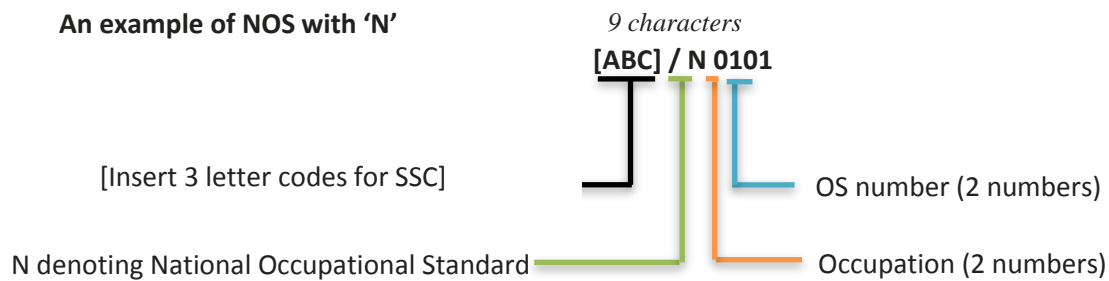 An example of NOS with ‘N’
9 characters
[ABC] / N 0101
[Insert 3 letter codes for SSC]
OS number (2 numbers)
N denoting National Occupational Standard
Occupation (2 numbers)